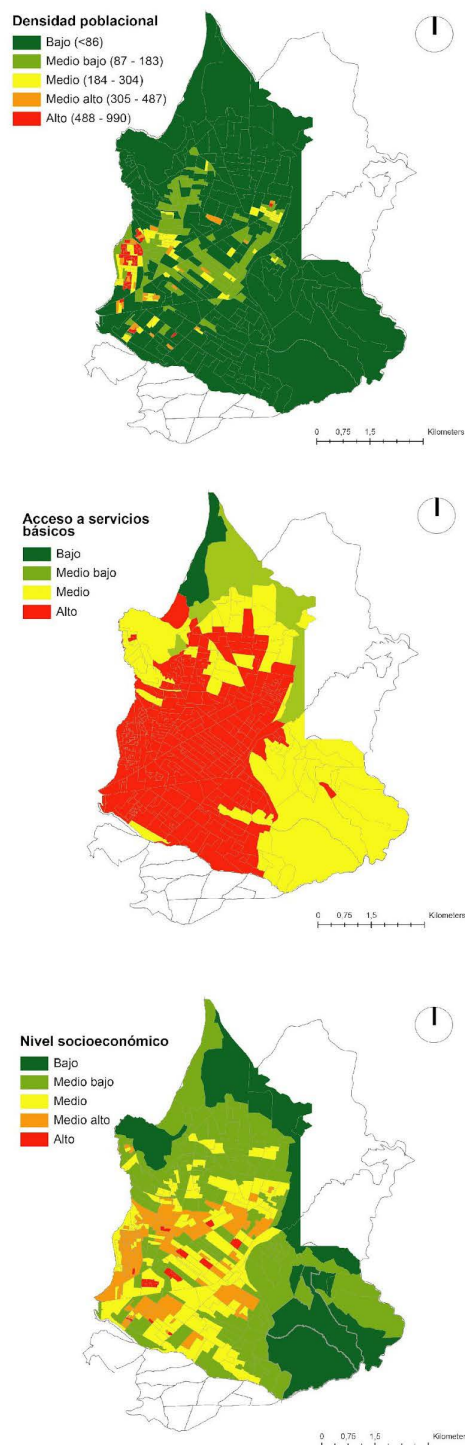 Densidad poblacional
Bajo (<86)
Medio bajo (87 - 183)
Medio (184 - 304)
Medio alto (305 - 487)
Alto (488 - 990)
Kilometers
0 0,75 1,5
Acceso a servicios
básicos
Bajo
Medio bajo
Medio
Alto
Kilometers
0 0,75 1,5
Nivel socioeconómico
Bajo
Medio bajo
Medio
Medio alto
Alto
Kilometers
0 0,75 1,5